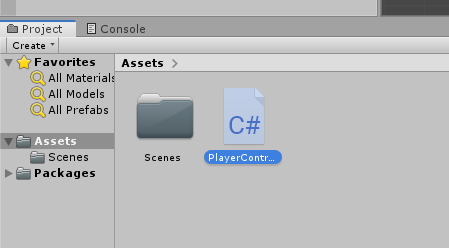 Project
Console
Create
Favorites
All Materials
All Models
All Prefabs
Assets
Scenes
Packages
Assets >
C#
Scenes
PlayerContr...